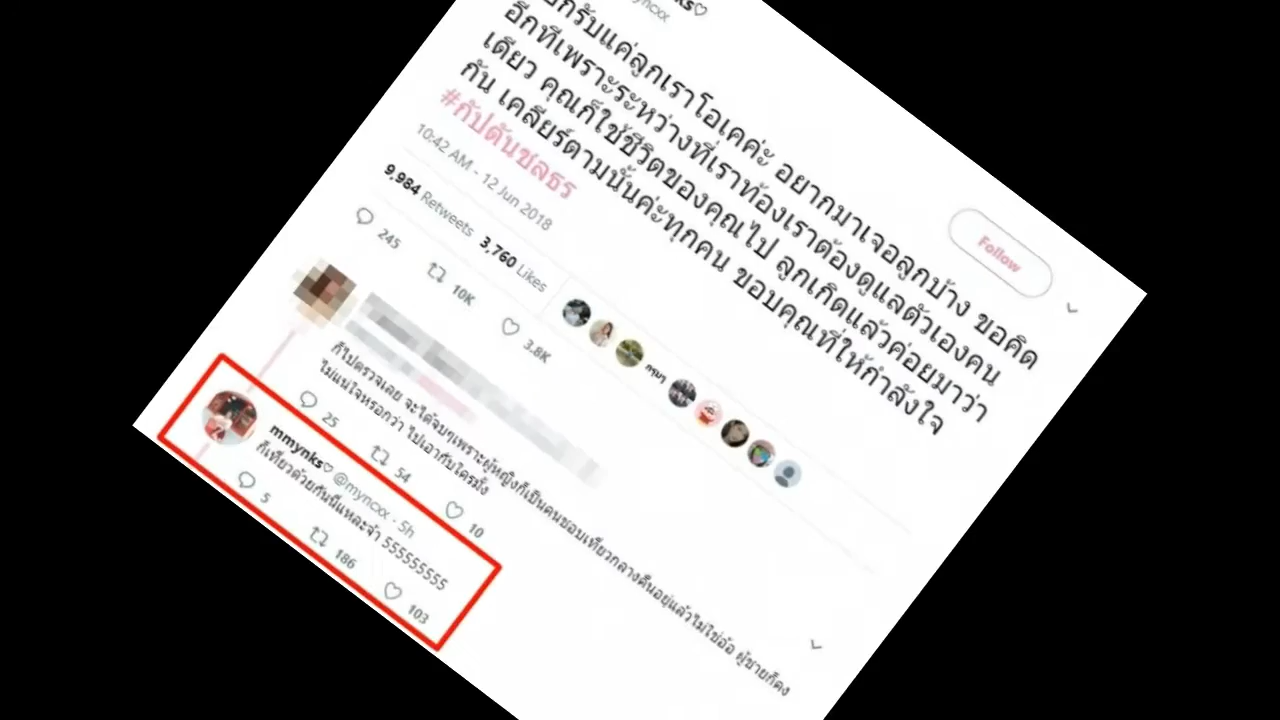 mynks♡
myncxx
Follow
ยกรับแค่ลูกเราโอเคค่ะ อยากมาเจอลูกบ้าง ขอคิด
อีกทีเพราะระหว่างที่เราท้องเราต้องดูแลตัวเองคน
เดียว คุณก็ใช้ชีวิตของคุณไป ลูกเกิดแล้วค่อยมาว่า
กัน เคลียร์ตามนั้นค่ะทุกคน ขอบคุณที่ให้กำลังใจ
#กัปตันชลธร
10:42 AM - 12 Jun 2018
9,984 Retweets 3,760 Likes
245 10K 3.8K
ก็ไปตรวจเลย จะได้จบๆเพราะผู้หญิงก็เป็นคนชอบเที่ยวกลางคืนอยู่แล้วไม่ใช่อ้อ ผู้ชายก็คง
ไม่แน่ใจหรอกว่า ไปเอากับใครมั้ง
25 54 10
mmynks♡ @myncxx · 5h
ก็เที่ยวด้วยกันนี่แหละจ้า 555555555
5 186 103